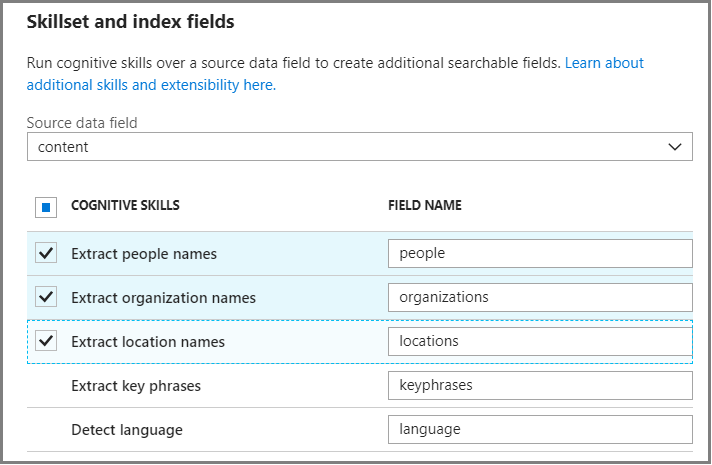 Skillset and index fields
Run cognitive skills over a source data field to create additional searchable fields. Learn about
additional skills and extensibility here.
Source data field
content
COGNITIVE SKILLS FIELD NAME
Extract people names people
Extract organization names organizations
Extract location names locations
Extract key phrases keyphrases
Detect language language